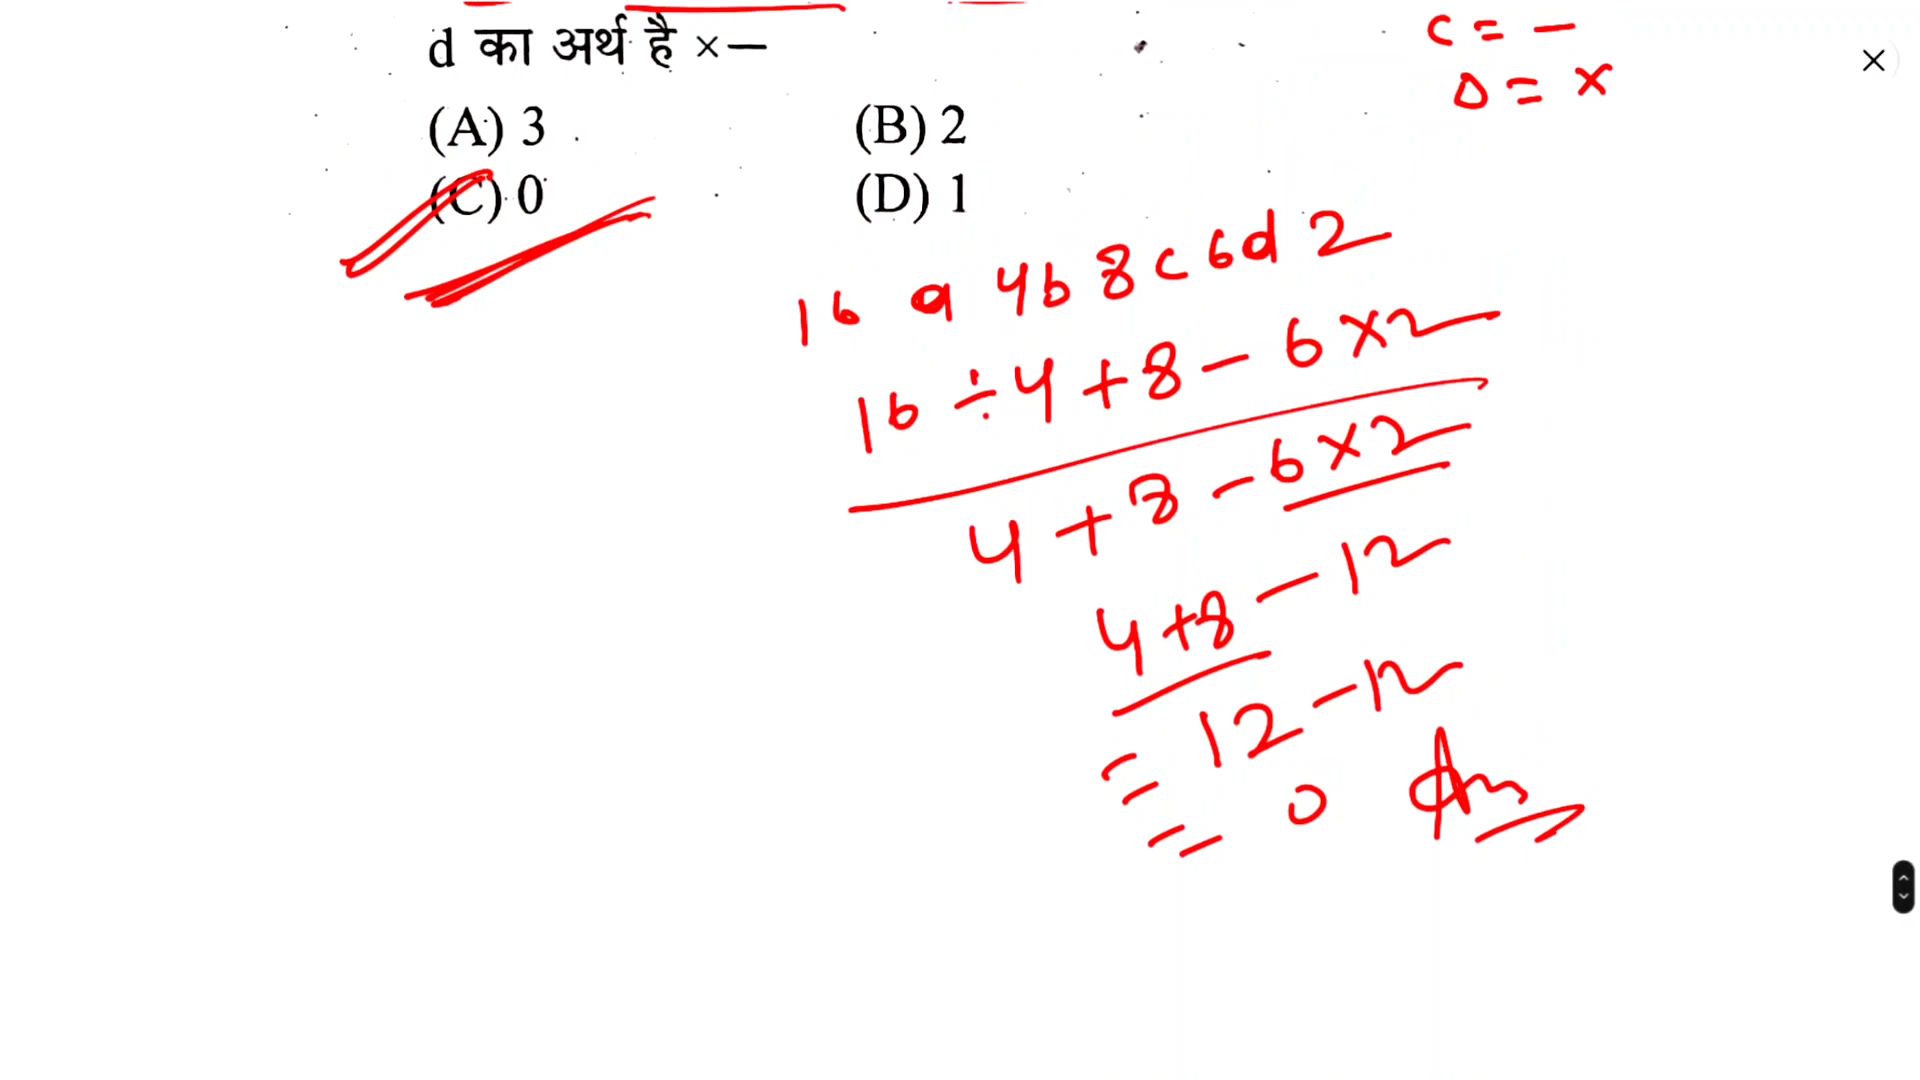 d का अर्थ है ×—
(A) 3
(B) 2
(C) 0
(D) 1
c = -
D = ×
16 a 4 b 8 c 6 d 2
16 ÷ 4 + 8 - 6 × 2
4 + 8 - 6 × 2
4 + 8 - 12
= 12 - 12
= 0 Ans